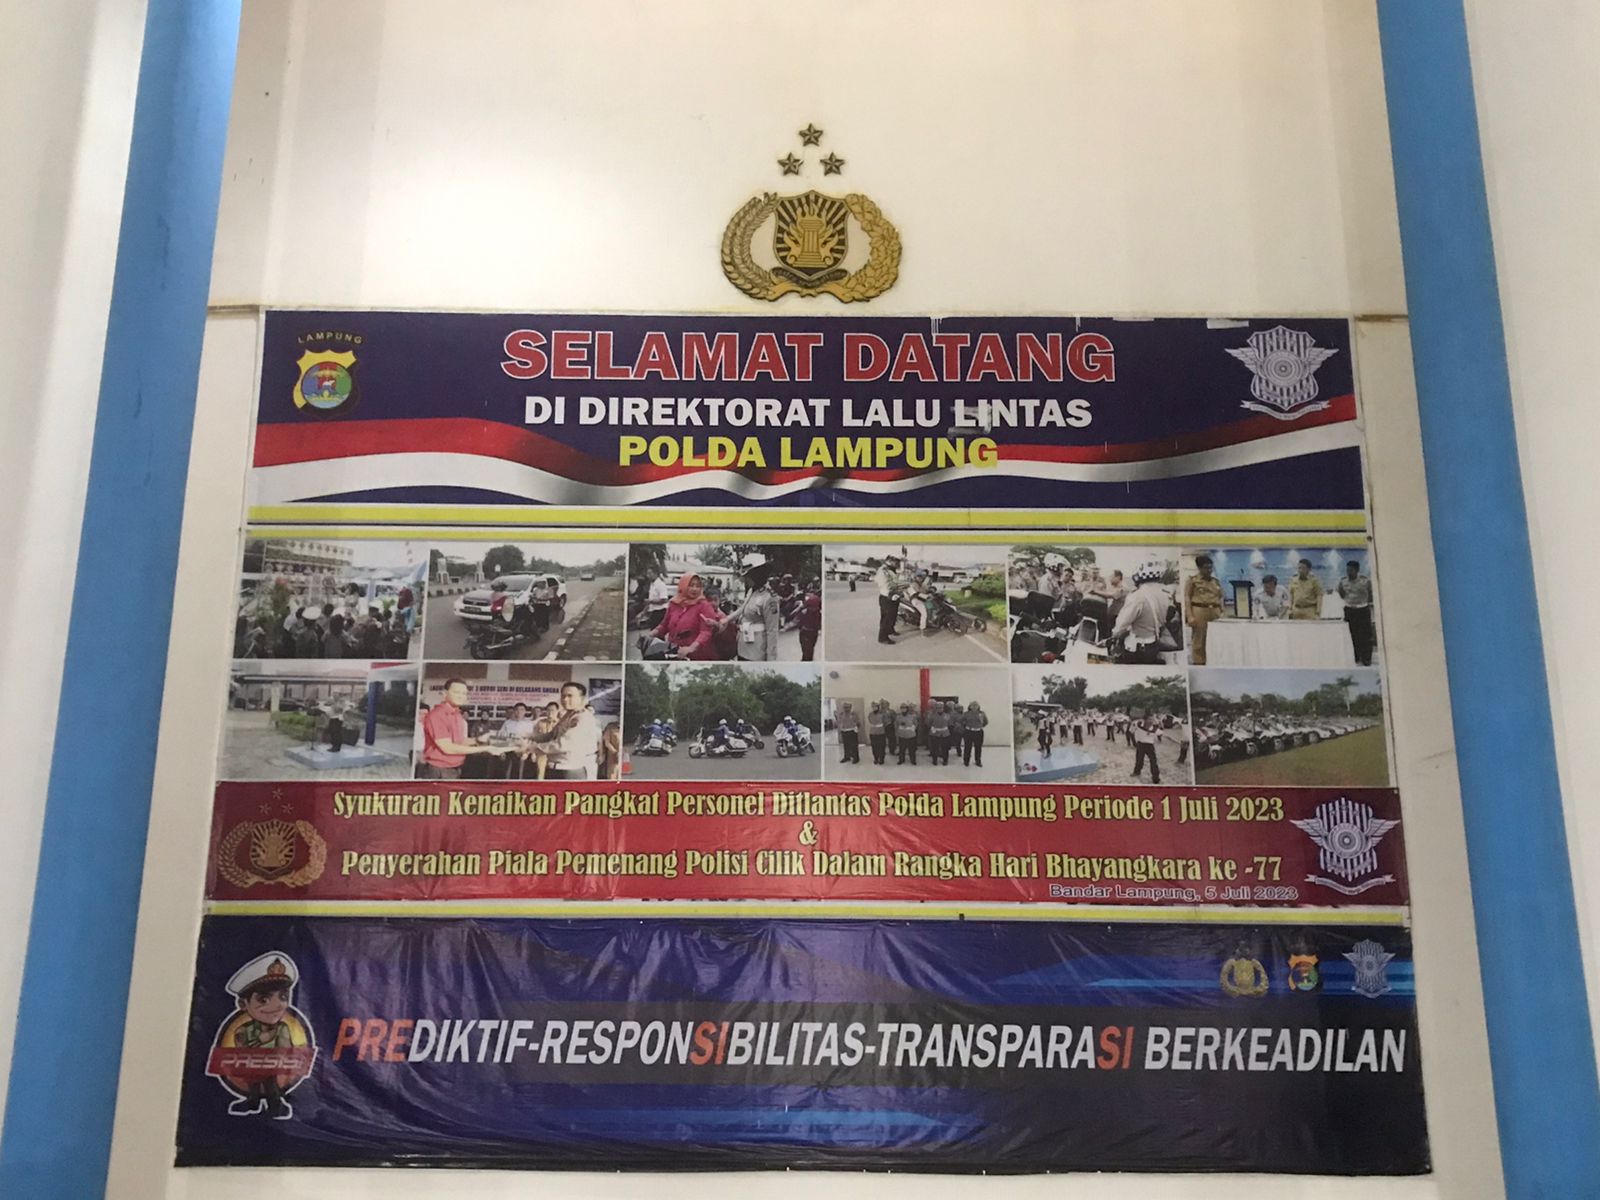 LAMPUNG
SELAMAT DATANG
DI DIREKTORAT LALU LINTAS
POLDA LAMPUNG
Syukuran Kenaikan Pangkat Personel Ditlantas Polda Lampung Periode 1 Juli 2023
&
Penyerahan Piala Pemenang Polisi Cilik Dalam Rangka Hari Bhayangkara ke -77
Bandar Lampung, 5 Juli 2023
PRESISI
PREDIKTIF-RESPONSIBILITAS-TRANSPARASI BERKEADILAN